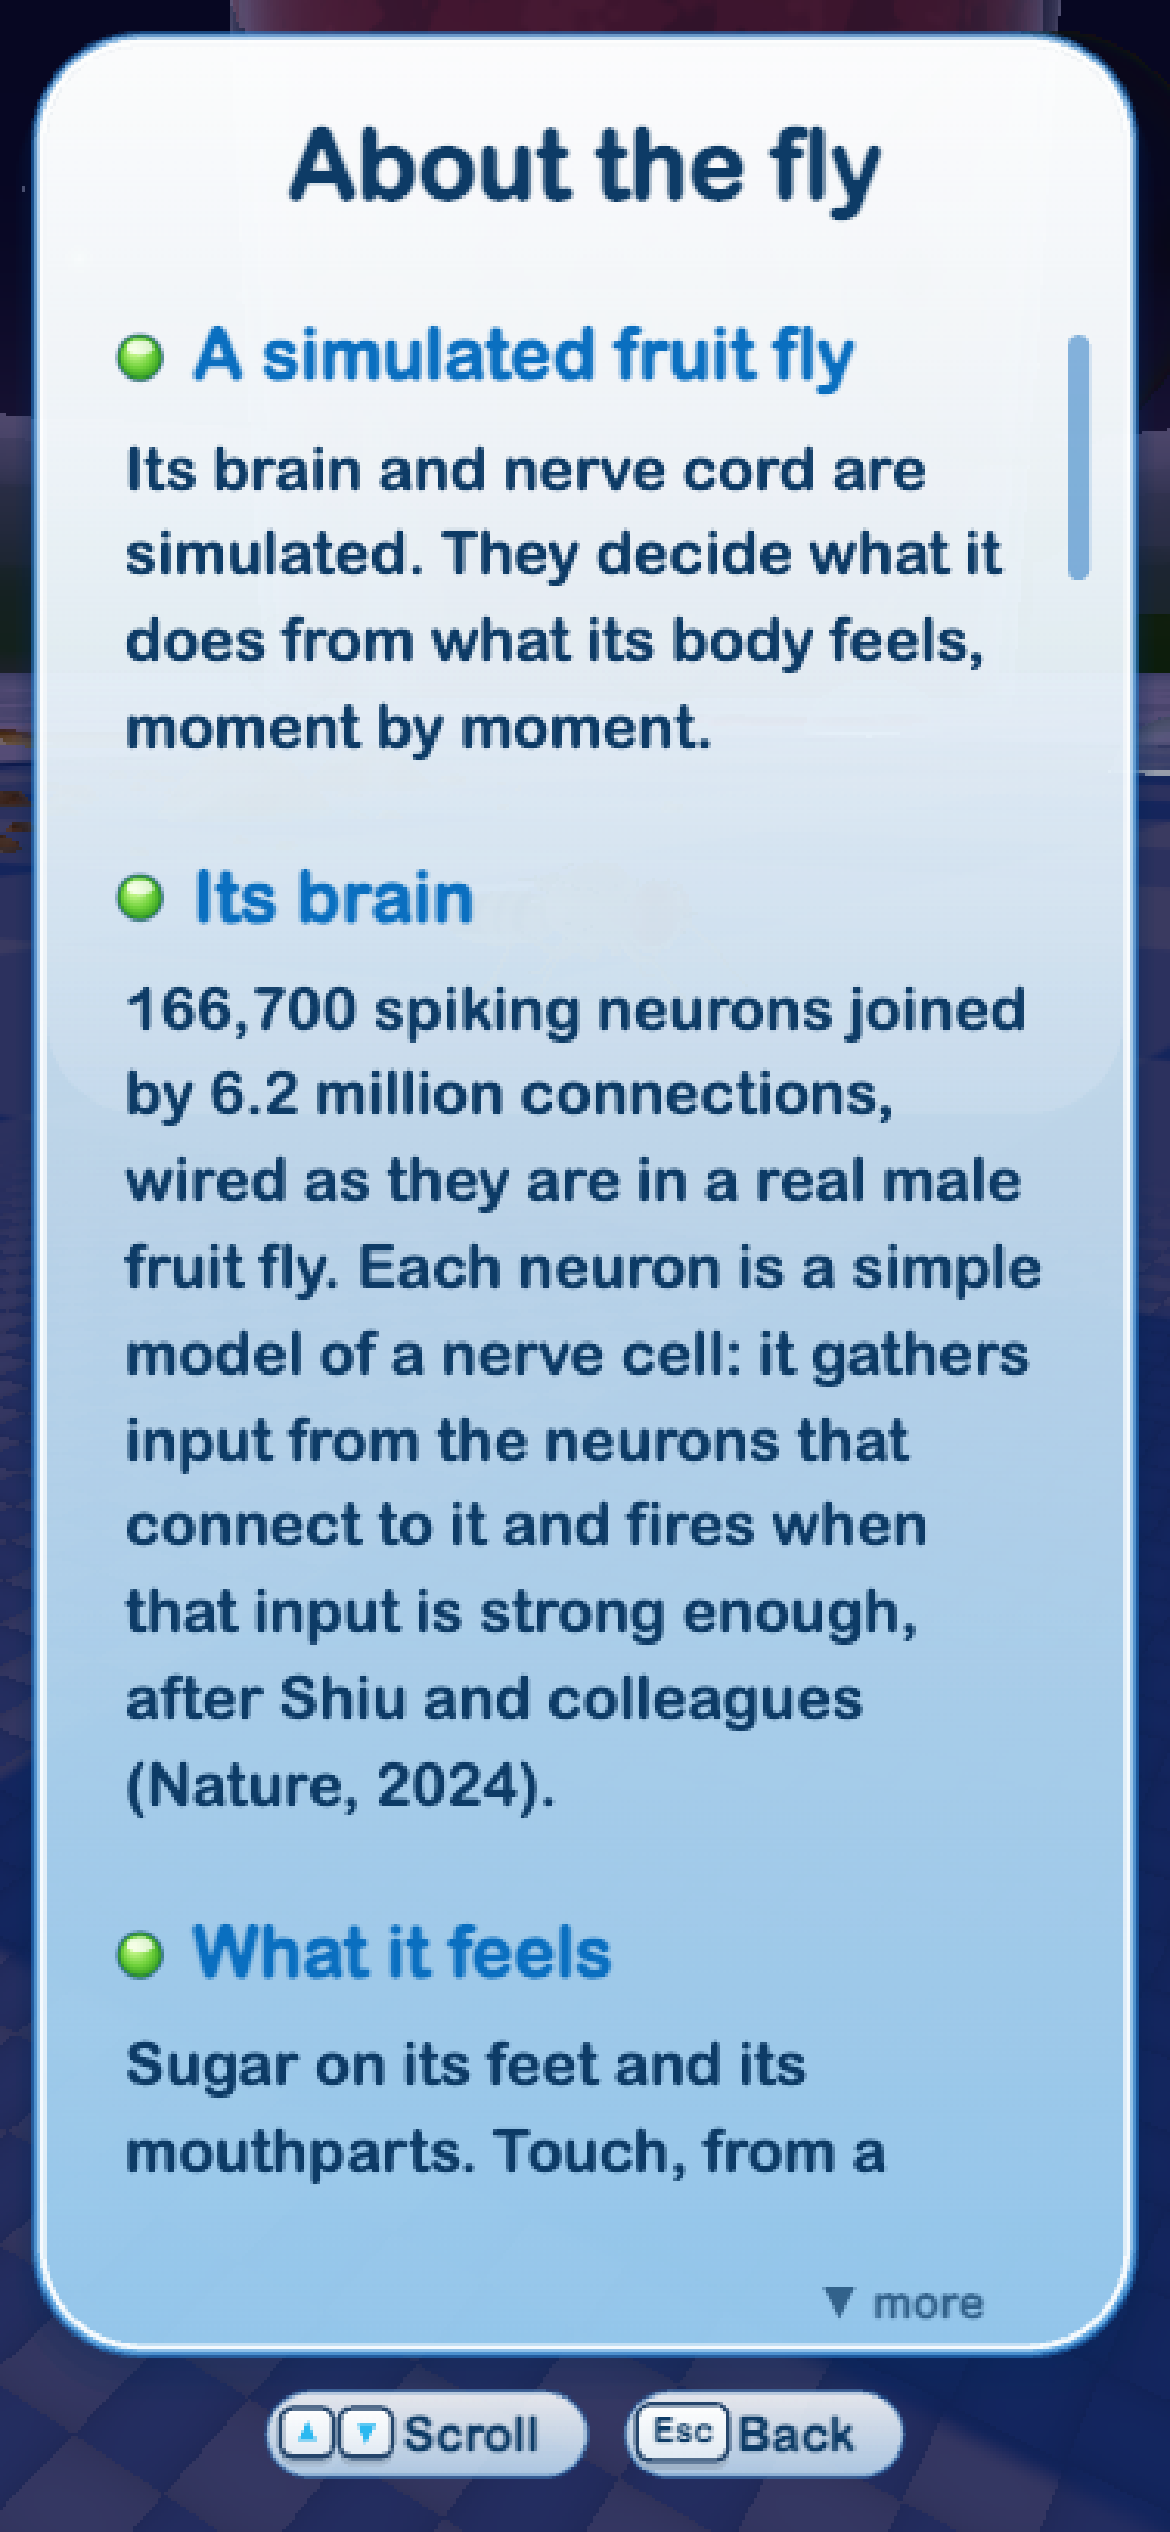 About the fly
A simulated fruit fly
Its brain and nerve cord are
simulated. They decide what it
does from what its body feels,
moment by moment.
Its brain
166,700 spiking neurons joined
by 6.2 million connections,
wired as they are in a real male
fruit fly. Each neuron is a simple
model of a nerve cell: it gathers
input from the neurons that
connect to it and fires when
that input is strong enough,
after Shiu and colleagues
(Nature, 2024).
What it feels
Sugar on its feet and its
mouthparts. Touch, from a
▼ more
▲ ▼ Scroll Esc Back